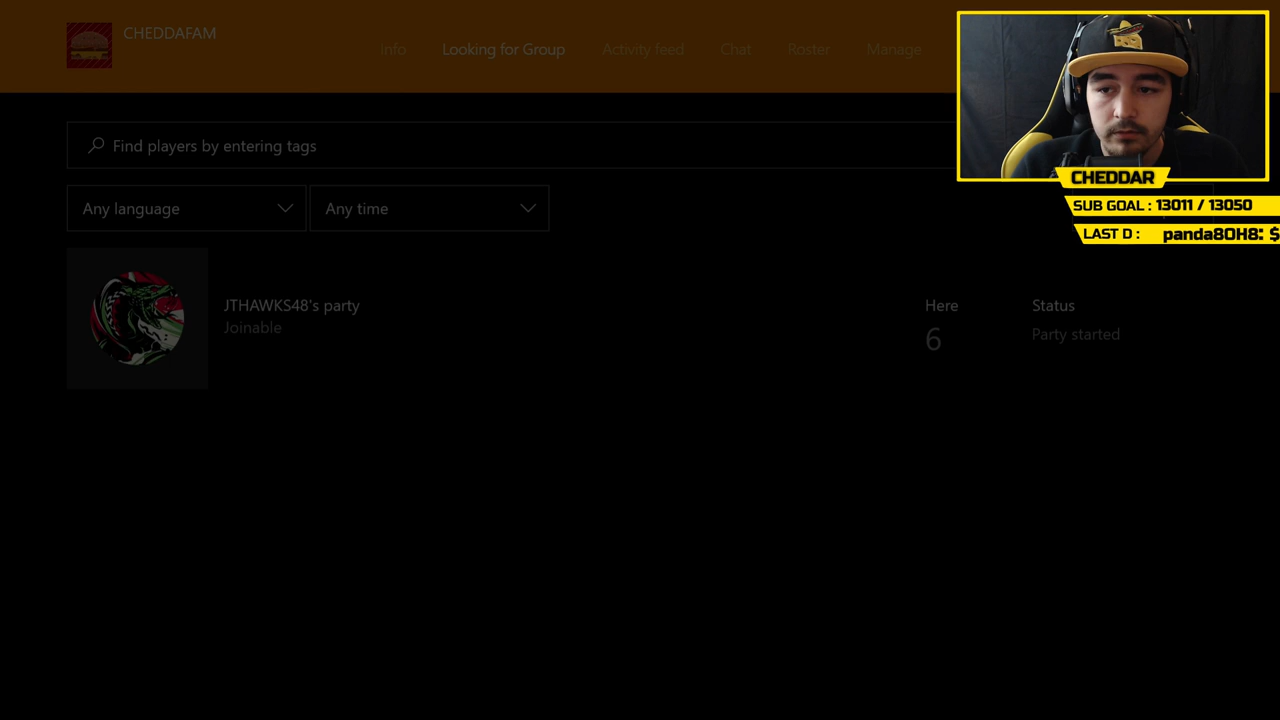 CHEDDAFAM
Info
Looking for Group
Activity feed
Chat
Roster
Manage
Find players by entering tags
Any language
Any time
CHEDDAR
SUB GOAL : 13011 / 13050
LAST D : panda8OH8: $
JTHAWKS48's party
Joinable
Here
6
Status
Party started